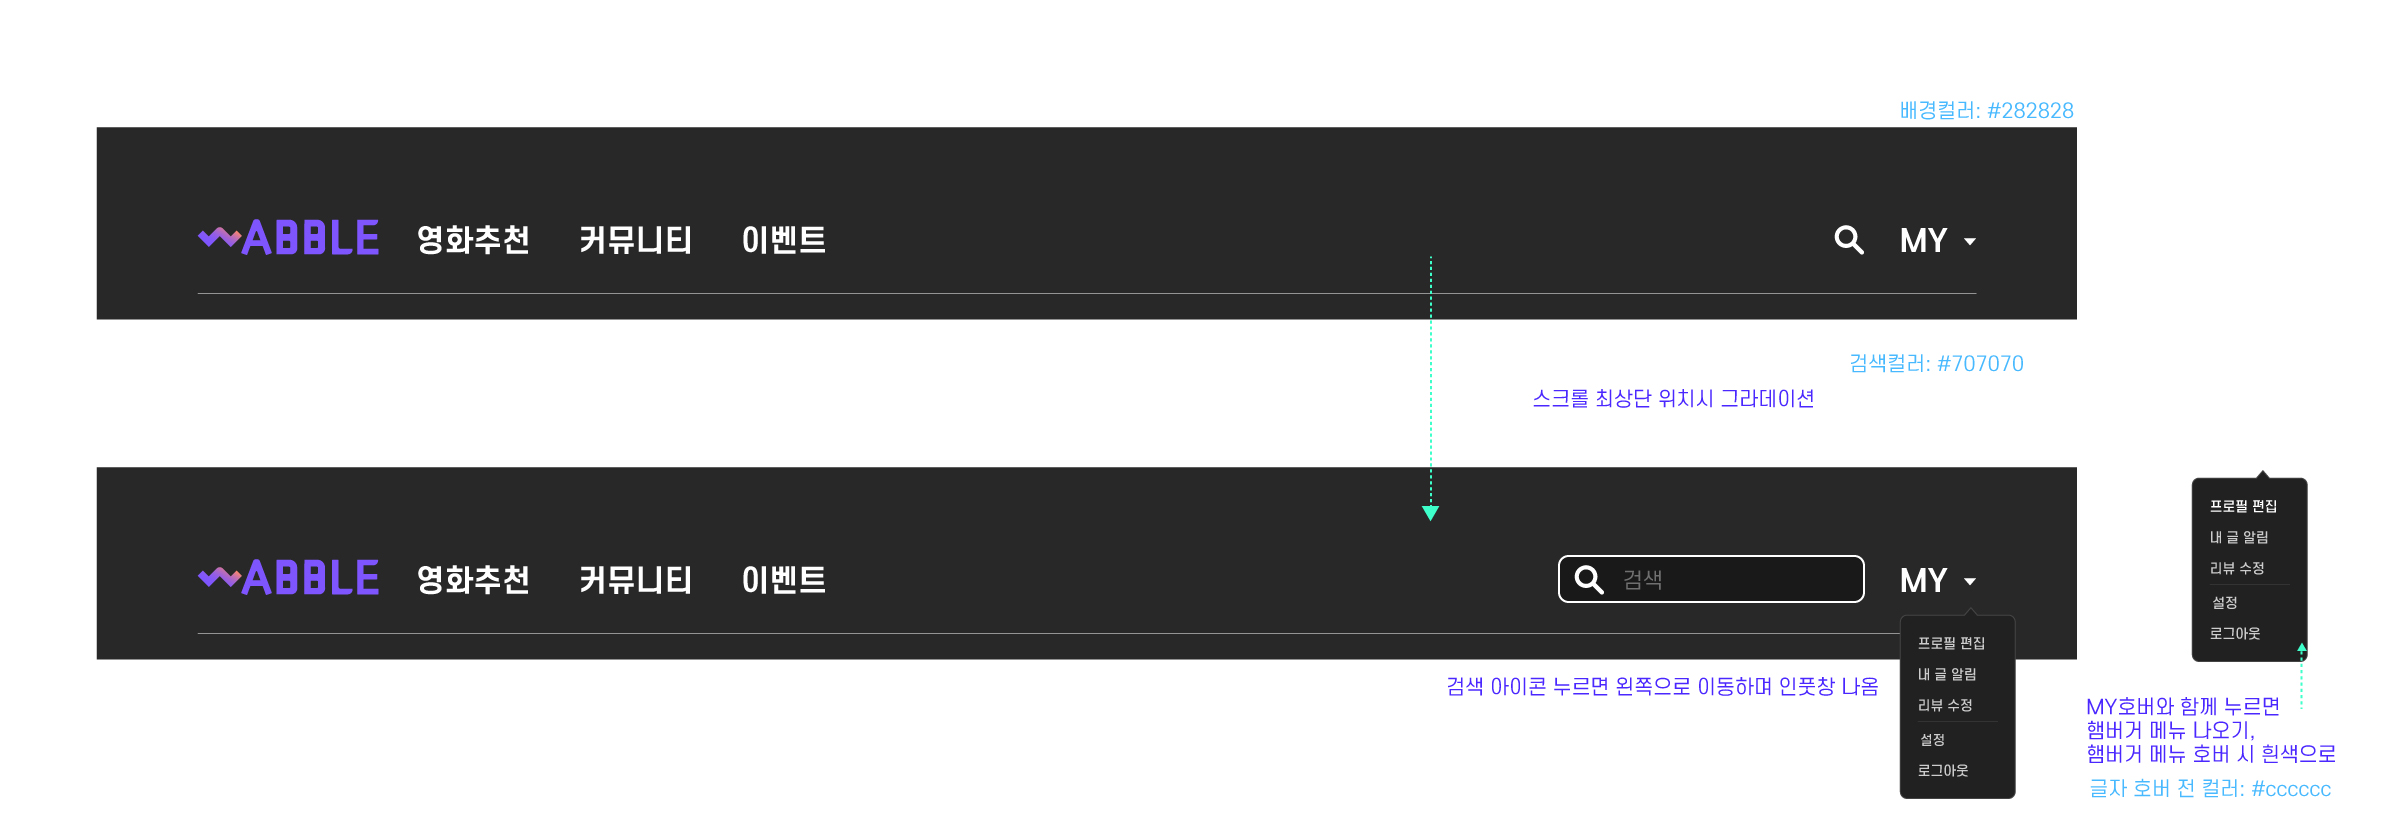 배경컬러: #282828
WABBLE 영화추천 커뮤니티 이벤트 MY
검색컬러: #707070
스크롤 최상단 위치시 그라데이션
WABBLE 영화추천 커뮤니티 이벤트 검색 MY
프로필 편집
내 글 알림
리뷰 수정
설정
로그아웃
검색 아이콘 누르면 왼쪽으로 이동하며 인풋창 나옴
프로필 편집
내 글 알림
리뷰 수정
설정
로그아웃
MY호버와 함께 누르면
햄버거 메뉴 나오기,
햄버거 메뉴 호버 시 흰색으로
글자 호버 전 컬러: #cccccc